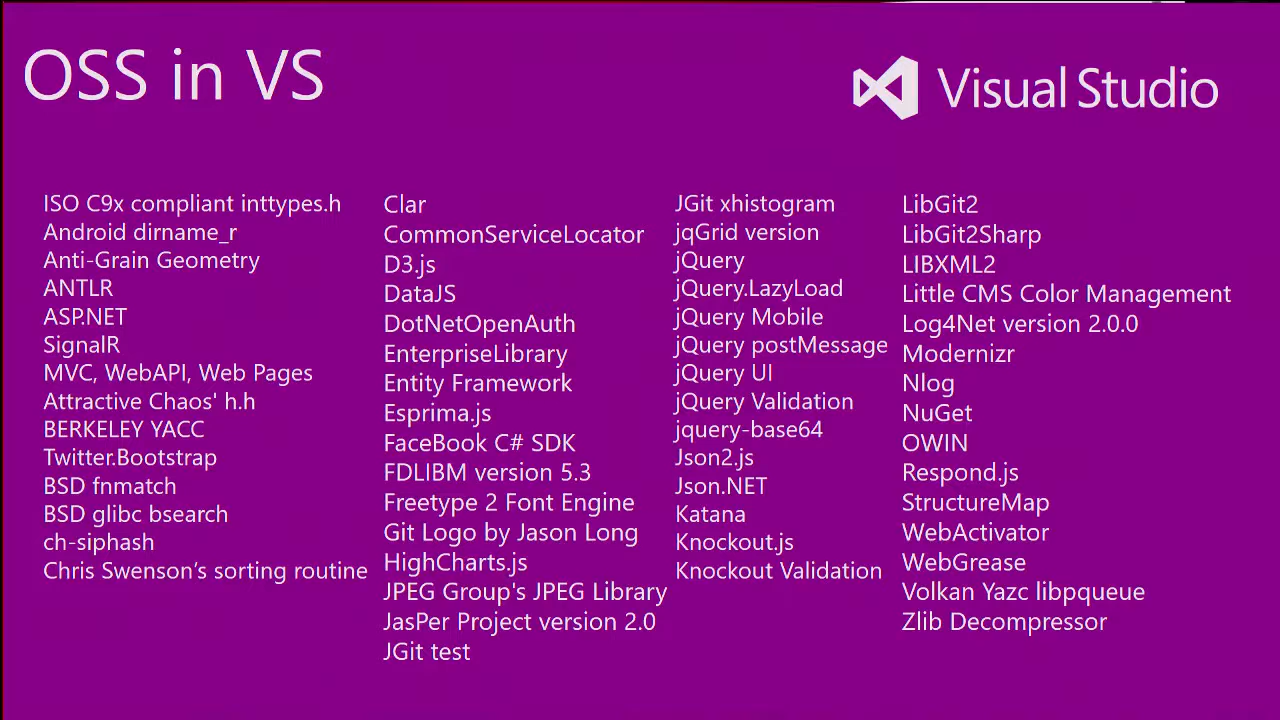 OSS in VS
Visual Studio
ISO C9x compliant inttypes.h
Android dirname_r
Anti-Grain Geometry
ANTLR
ASP.NET
SignalR
MVC, WebAPI, Web Pages
Attractive Chaos' h.h
BERKELEY YACC
Twitter.Bootstrap
BSD fnmatch
BSD glibc bsearch
ch-siphash
Chris Swenson’s sorting routine
Clar
CommonServiceLocator
D3.js
DataJS
DotNetOpenAuth
EnterpriseLibrary
Entity Framework
Esprima.js
FaceBook C# SDK
FDLIBM version 5.3
Freetype 2 Font Engine
Git Logo by Jason Long
HighCharts.js
JPEG Group's JPEG Library
JasPer Project version 2.0
JGit test
JGit xhistogram
jqGrid version
jQuery
jQuery.LazyLoad
jQuery Mobile
jQuery postMessage
jQuery UI
jQuery Validation
jquery-base64
Json2.js
Json.NET
Katana
Knockout.js
Knockout Validation
LibGit2
LibGit2Sharp
LIBXML2
Little CMS Color Management
Log4Net version 2.0.0
Modernizr
Nlog
NuGet
OWIN
Respond.js
StructureMap
WebActivator
WebGrease
Volkan Yazc libpqueue
Zlib Decompressor